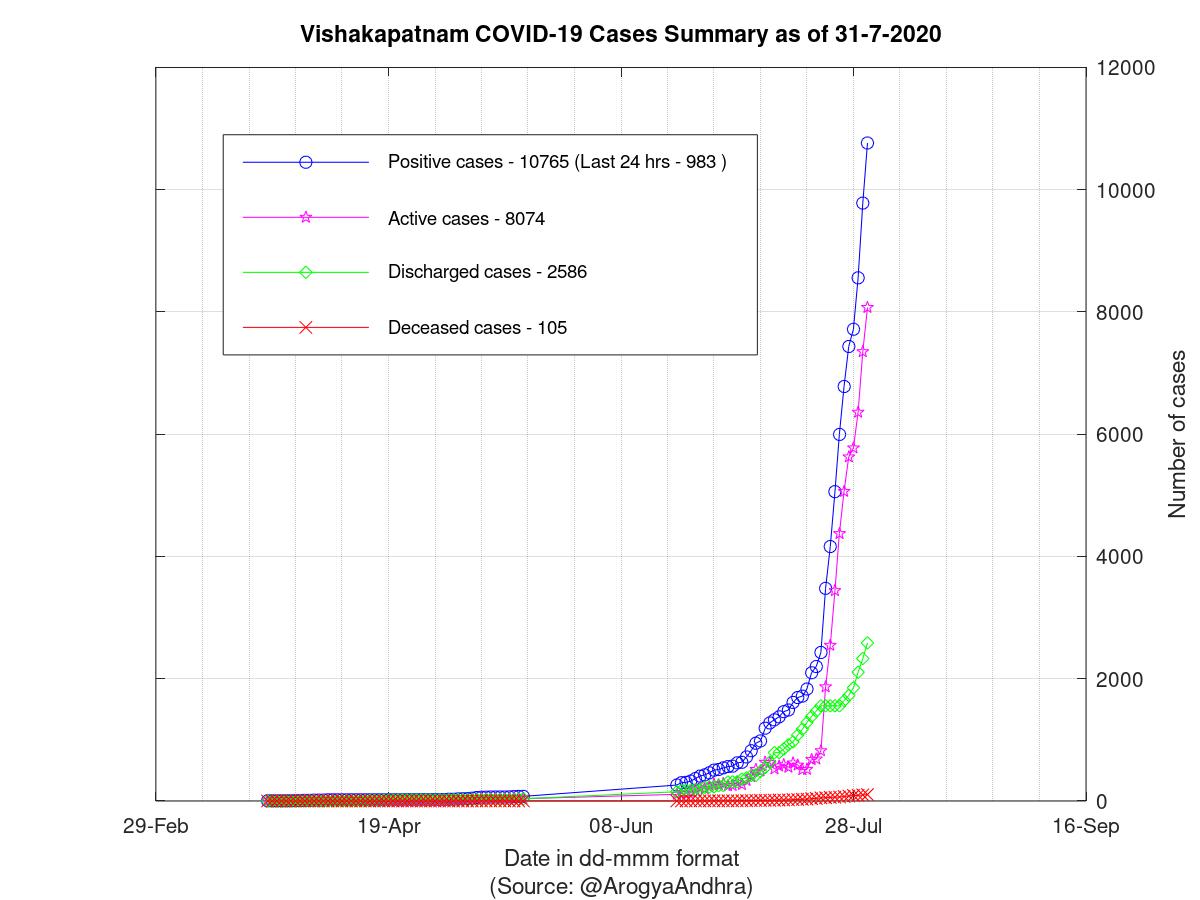 Vishakapatnam COVID-19 Cases Summary as of 31-7-2020
Positive cases - 10765 (Last 24 hrs - 983 )
Active cases - 8074
Discharged cases - 2586
Deceased cases - 105
12000
10000
8000
6000
4000
2000
0
Number of cases
29-Feb 19-Apr 08-Jun 28-Jul 16-Sep
Date in dd-mmm format
(Source: @ArogyaAndhra)